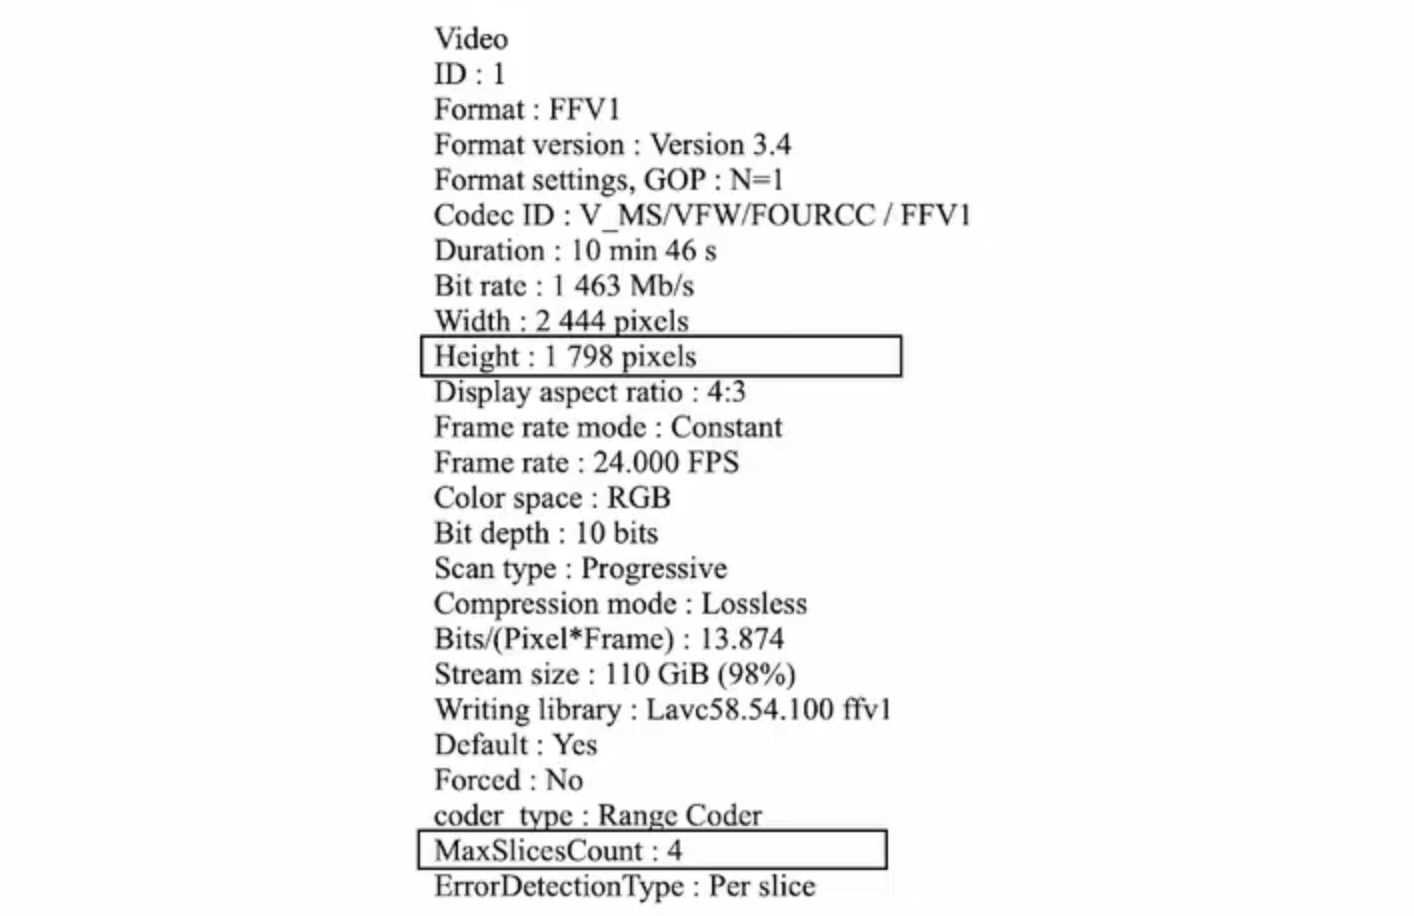 Video
ID : 1
Format : FFV1
Format version : Version 3.4
Format settings, GOP : N=1
Codec ID : V_MS/VFW/FOURCC / FFV1
Duration : 10 min 46 s
Bit rate : 1 463 Mb/s
Width : 2 444 pixels
Height : 1 798 pixels
Display aspect ratio : 4:3
Frame rate mode : Constant
Frame rate : 24.000 FPS
Color space : RGB
Bit depth : 10 bits
Scan type : Progressive
Compression mode : Lossless
Bits/(Pixel*Frame) : 13.874
Stream size : 110 GiB (98%)
Writing library : Lavc58.54.100 ffv1
Default : Yes
Forced : No
coder_type : Range Coder
MaxSlicesCount : 4
ErrorDetectionType : Per slice